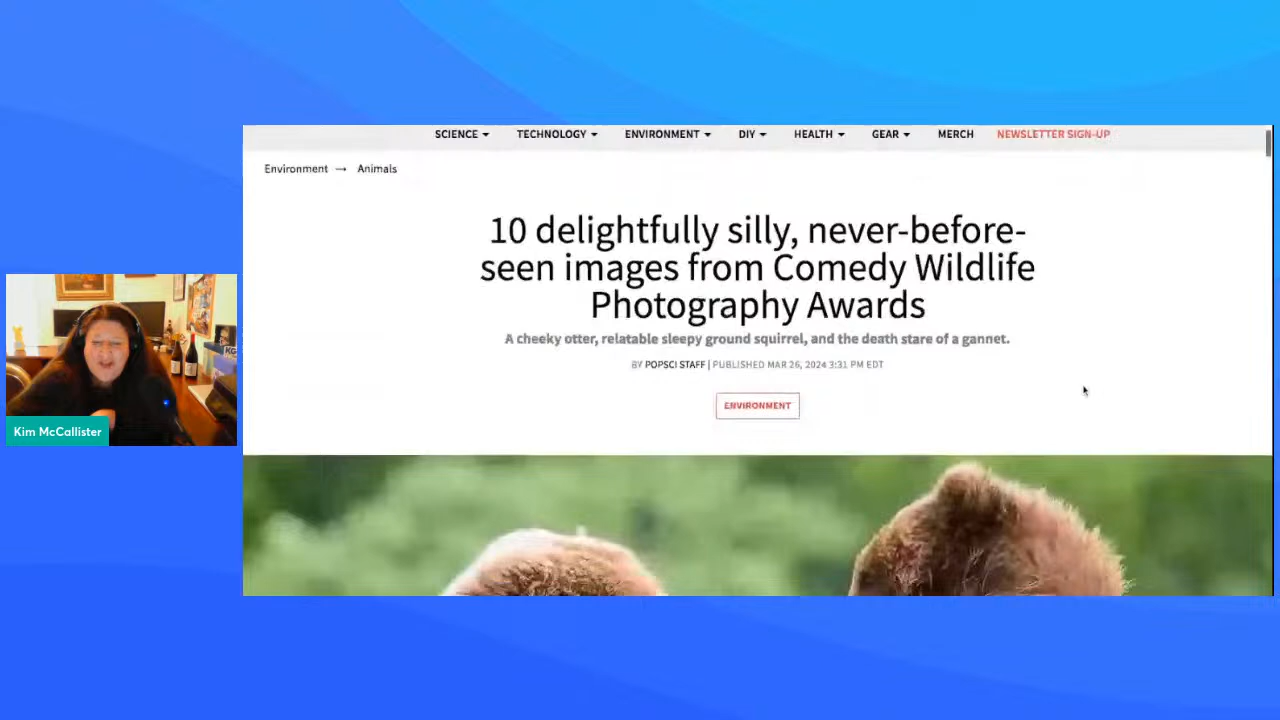 SCIENCE TECHNOLOGY ENVIRONMENT DIY HEALTH GEAR MERCH NEWSLETTER SIGN-UP
Environment → Animals
10 delightfully silly, never-before-
seen images from Comedy Wildlife
Photography Awards
A cheeky otter, relatable sleepy ground squirrel, and the death stare of a gannet.
BY POPSCI STAFF | PUBLISHED MAR 26, 2024 3:31 PM EDT
ENVIRONMENT
KG
Kim McCallister